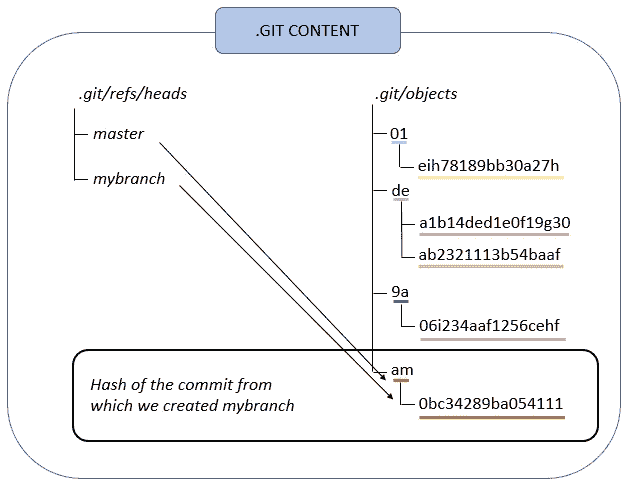 .GIT CONTENT
.git/refs/heads
master
mybranch
.git/objects
01
eih78189bb30a27h
de
a1b14ded1e0f19g30
ab2321113b54baaf
9a
06i234aaf1256cehf
am
0bc34289ba054111
Hash of the commit from
which we created mybranch